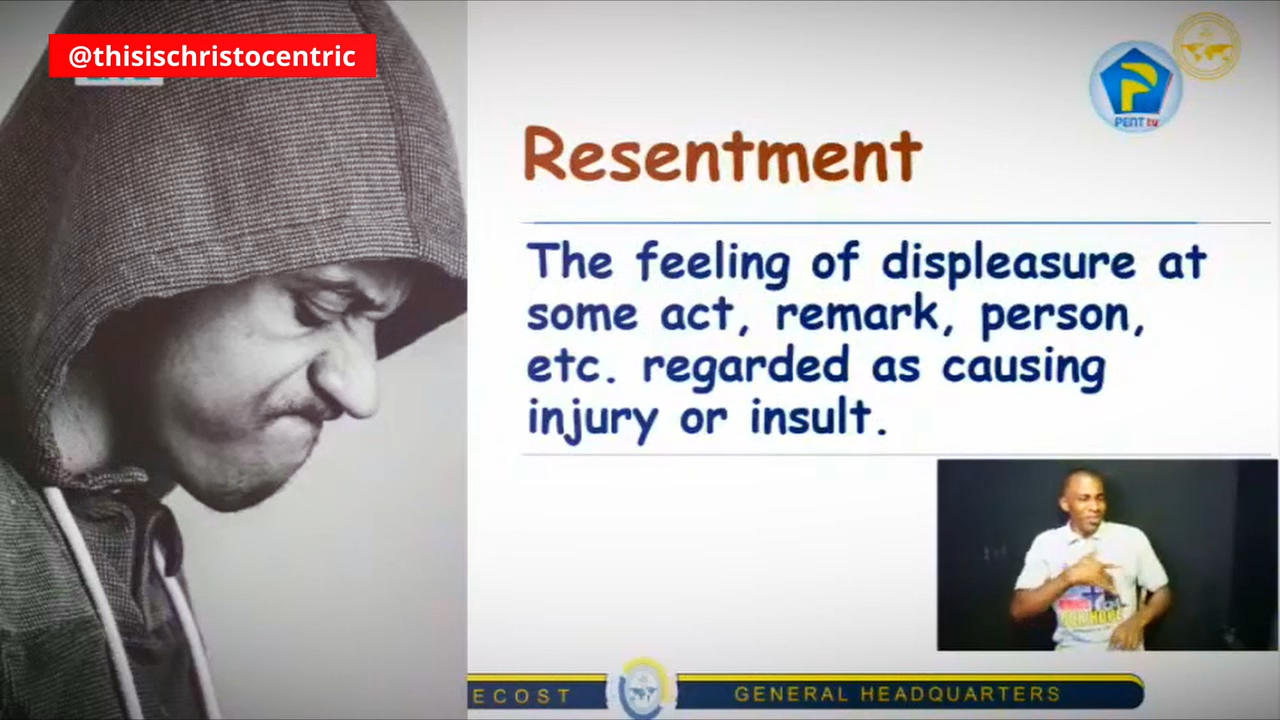 @thisischristocentric
PENT tv
Resentment
The feeling of displeasure at
some act, remark, person,
etc. regarded as causing
injury or insult.
ECOST
GENERAL HEADQUARTERS